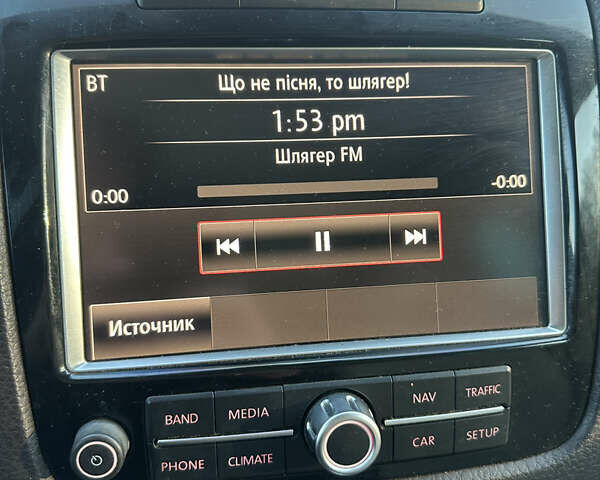 BT
Що не пісня, то шлягер!
1:53 pm
Шлягер FM
0:00
-0:00
Источник
BAND
MEDIA
NAV
TRAFFIC
PHONE
CLIMATE
CAR
SETUP